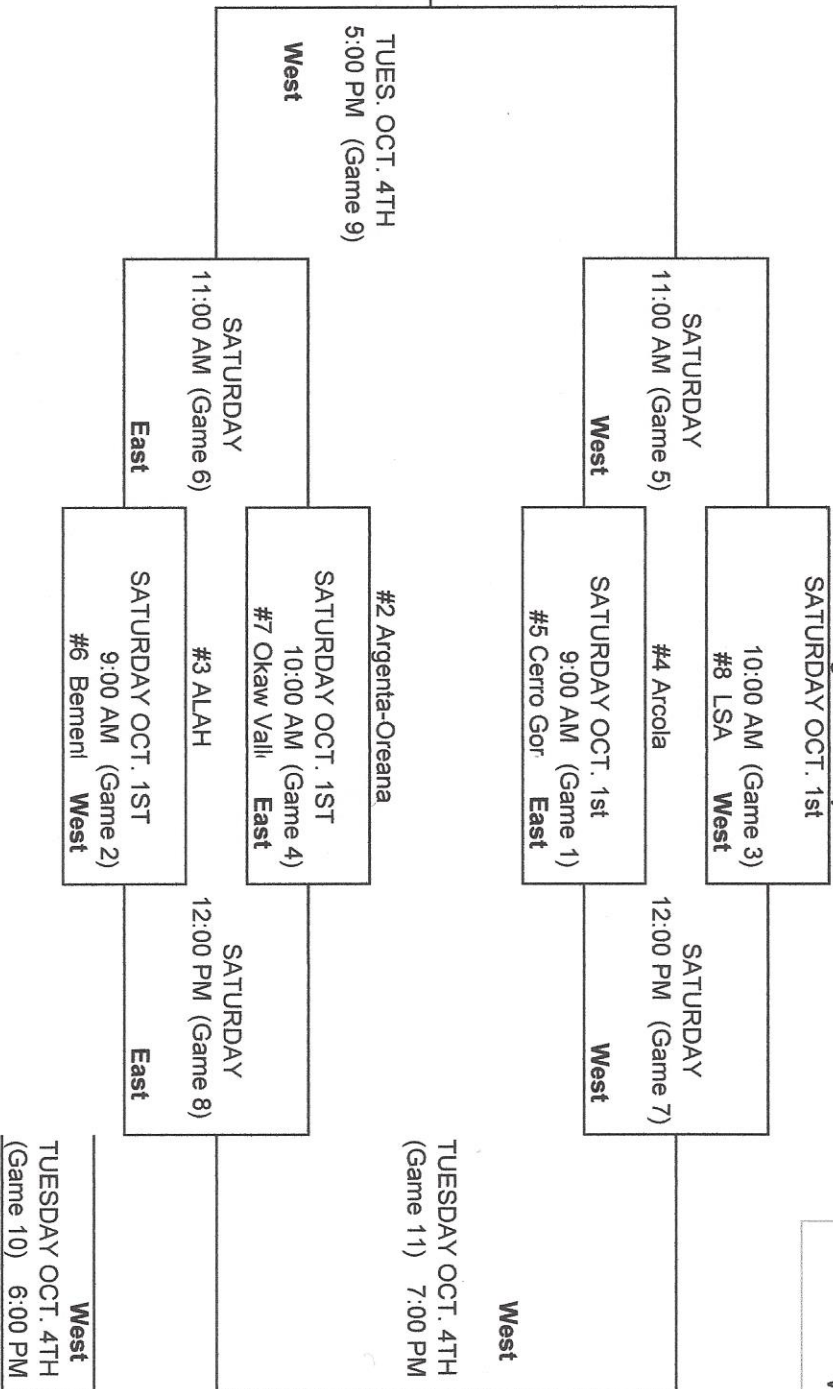 SATURDAY OCT. 1st
10:00 AM (Game 3)
#8 LSA West
SATURDAY
11:00 AM (Game 5)
West
SATURDAY
12:00 PM (Game 7)
West
#4 Arcola
SATURDAY OCT. 1st
9:00 AM (Game 1)
#5 Cerro Gor East
West
TUESDAY OCT. 4TH
(Game 11) 7:00 PM
TUES. OCT. 4TH
5:00 PM (Game 9)
West
#2 Argenta-Oreana
SATURDAY OCT. 1ST
10:00 AM (Game 4)
#7 Okaw Vall East
SATURDAY
11:00 AM (Game 6)
East
SATURDAY
12:00 PM (Game 8)
East
#3 ALAH
SATURDAY OCT. 1ST
9:00 AM (Game 2)
#6 Bemen West
West
TUESDAY OCT. 4TH
(Game 10) 6:00 PM